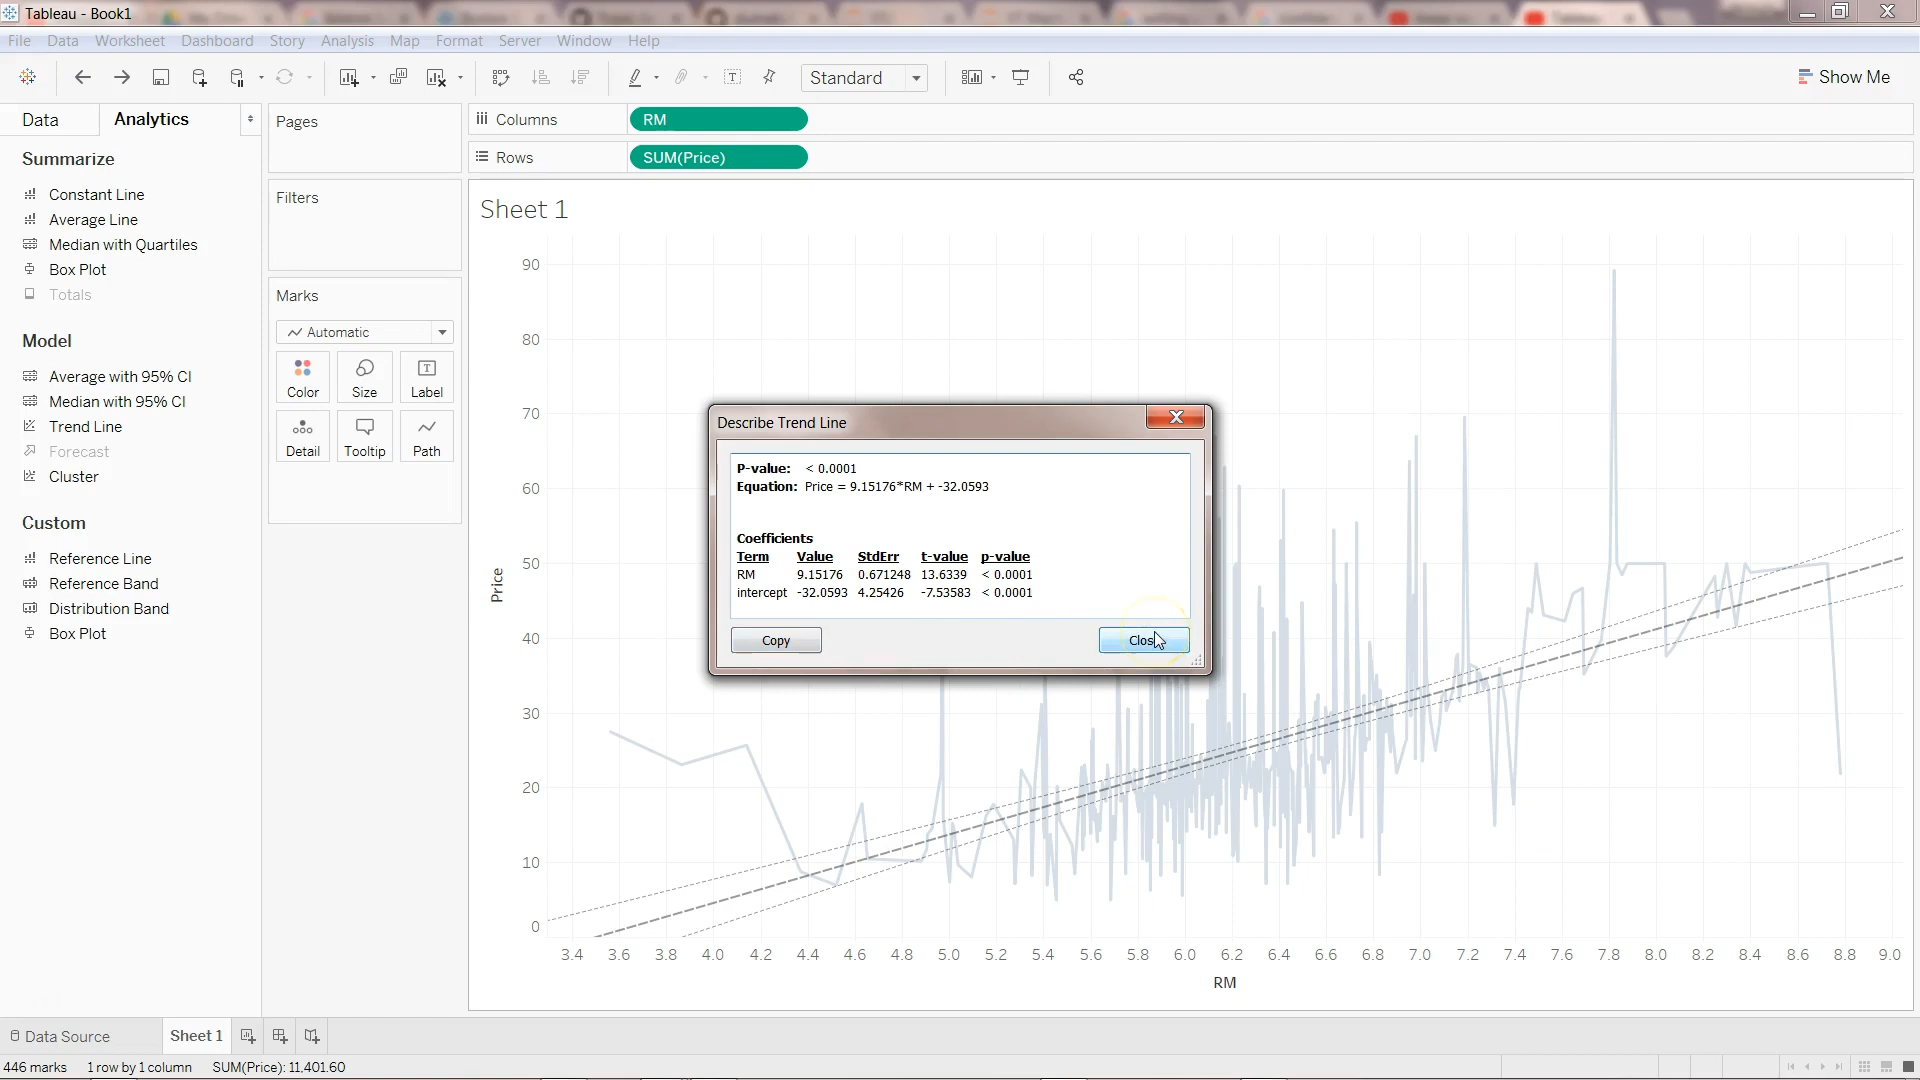 Tableau - Book1
File Data Worksheet Dashboard Story Analysis Map Format Server Window Help
Standard
Show Me
Data Analytics
Summarize
Constant Line
Average Line
Median with Quartiles
Box Plot
Totals
Model
Average with 95% CI
Median with 95% CI
Trend Line
Forecast
Cluster
Custom
Reference Line
Reference Band
Distribution Band
Box Plot
Pages
Filters
Marks
Automatic
Color Size Label
Detail Tooltip Path
Columns RM
Rows SUM(Price)
Sheet 1
90
80
70
60
50
40
30
20
10
0
Price
3.4 3.6 3.8 4.0 4.2 4.4 4.6 4.8 5.0 5.2 5.4 5.6 5.8 6.0 6.2 6.4 6.6 6.8 7.0 7.2 7.4 7.6 7.8 8.0 8.2 8.4 8.6 8.8 9.0
RM
Describe Trend Line
P-value: < 0.0001
Equation: Price = 9.15176*RM + -32.0593
Coefficients
Term Value StdErr t-value p-value
RM 9.15176 0.671248 13.6339 < 0.0001
intercept -32.0593 4.25426 -7.53583 < 0.0001
Copy Clos
Data Source Sheet 1
446 marks 1 row by 1 column SUM(Price): 11,401.60